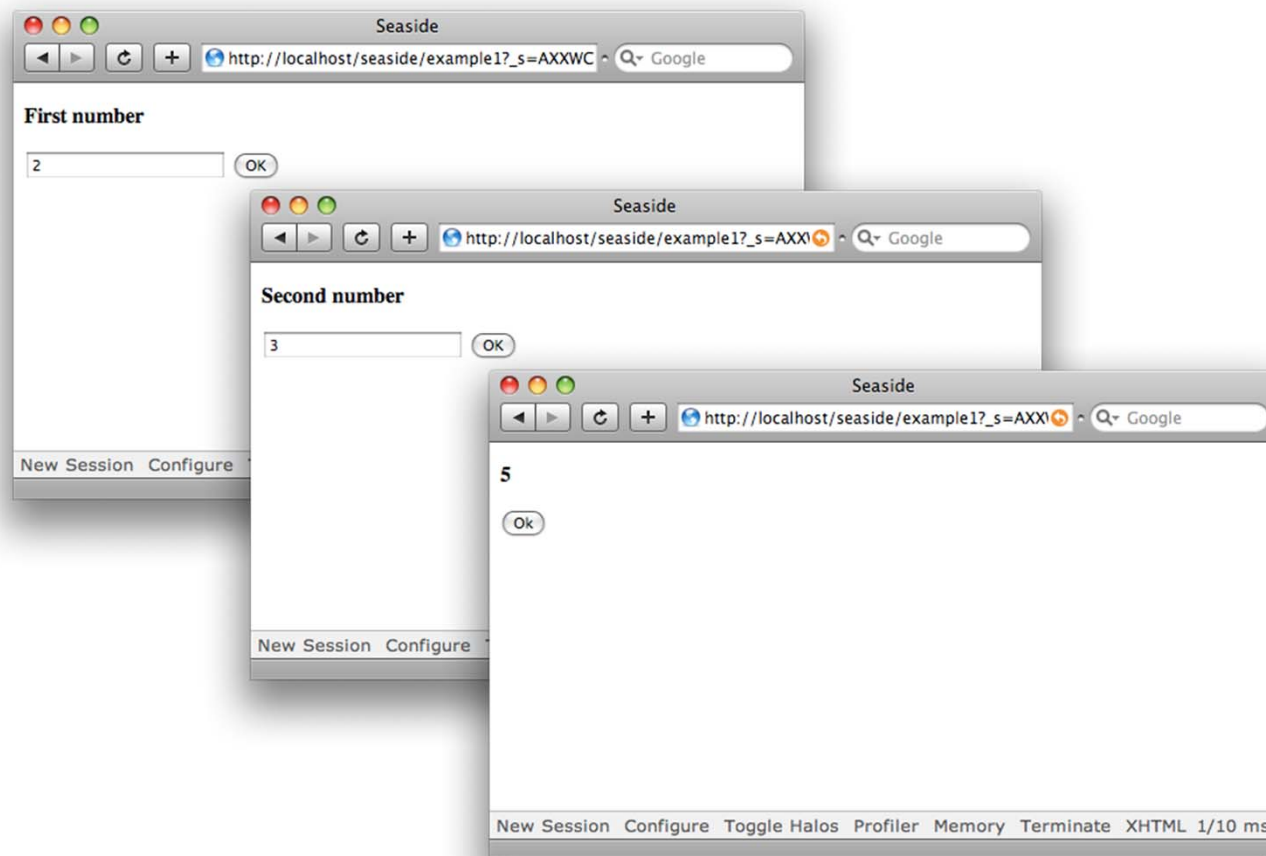 Seaside
http://localhost/seaside/example1?_s=AXXWC
Google
First number
2
OK
New Session Configure
Seaside
http://localhost/seaside/example1?_s=AXX
Google
Second number
3
OK
New Session Configure
Seaside
http://localhost/seaside/example1?_s=AXX
Google
5
Ok
New Session Configure Toggle Halos Profiler Memory Terminate XHTML 1/10 ms